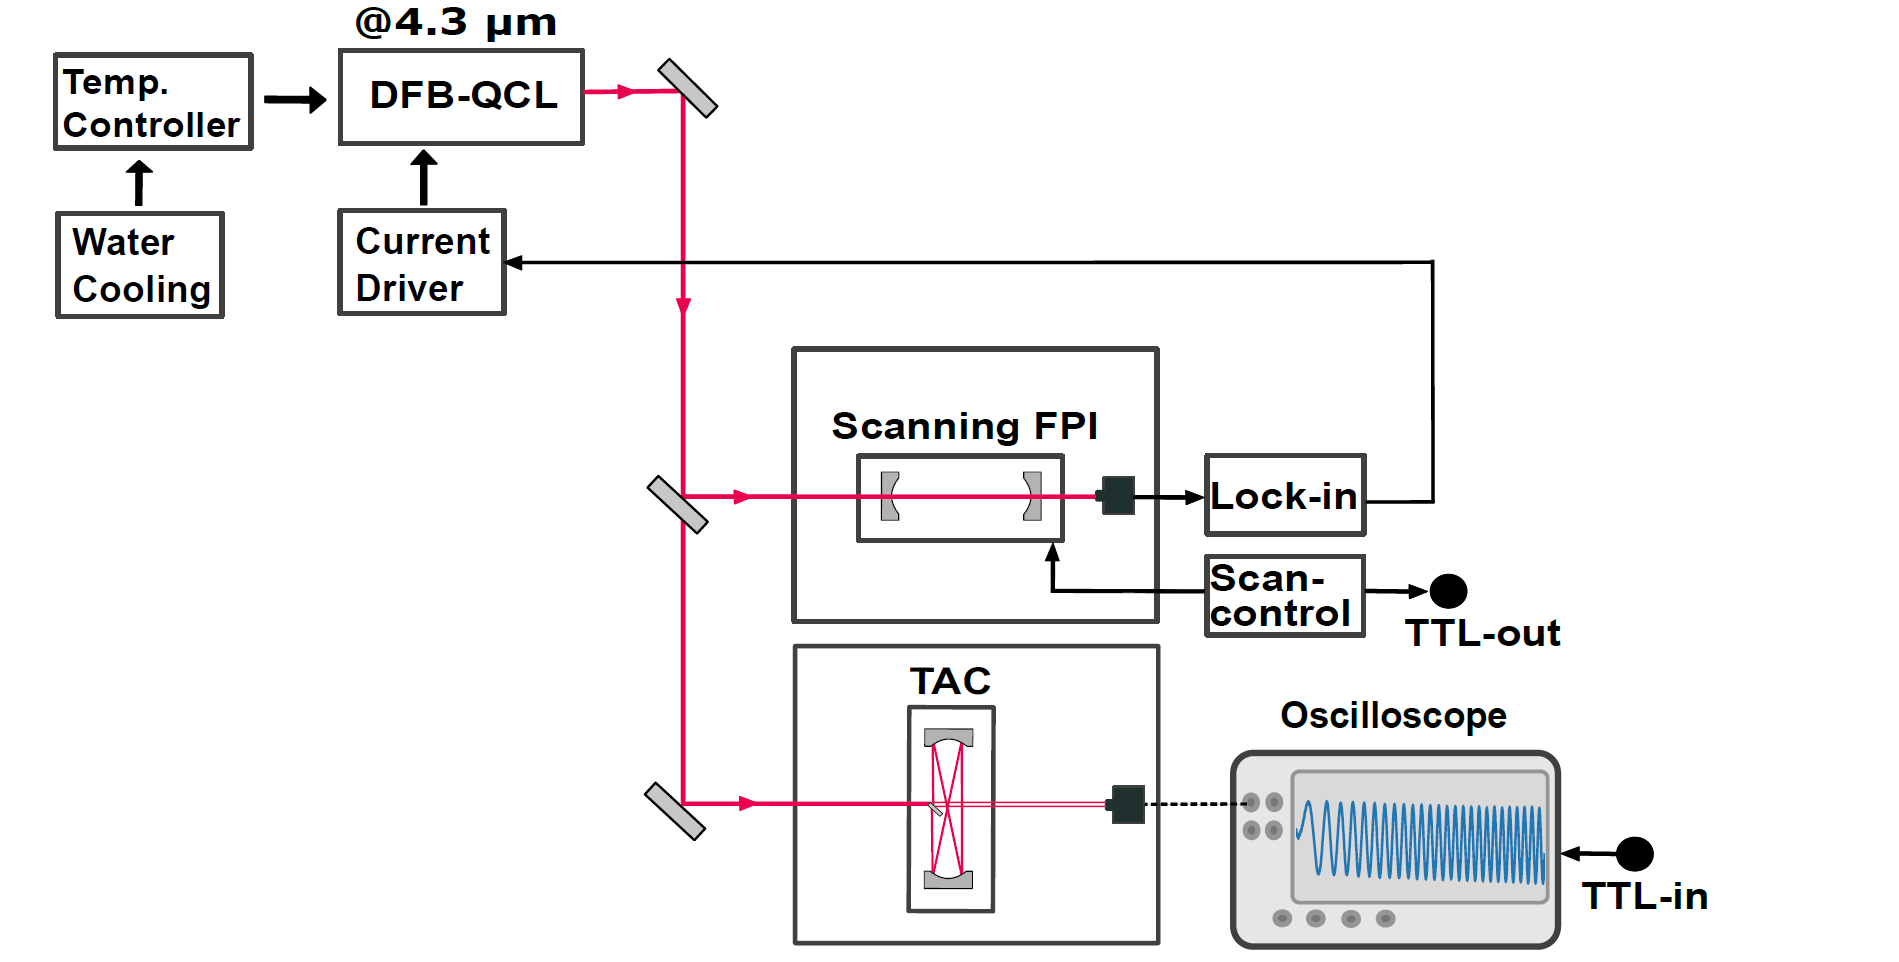 @4.3 µm
Temp.
Controller
DFB-QCL
Water
Cooling
Current
Driver
Scanning FPI
Lock-in
Scan-
control
TTL-out
TAC
Oscilloscope
TTL-in